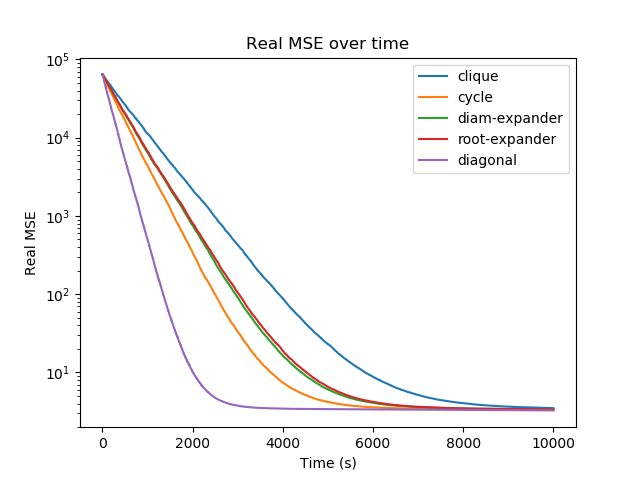 Real MSE over time
Real MSE
10^5
10^4
10^3
10^2
10^1
clique
cycle
diam-expander
root-expander
diagonal
0
2000
4000
6000
8000
10000
Time (s)